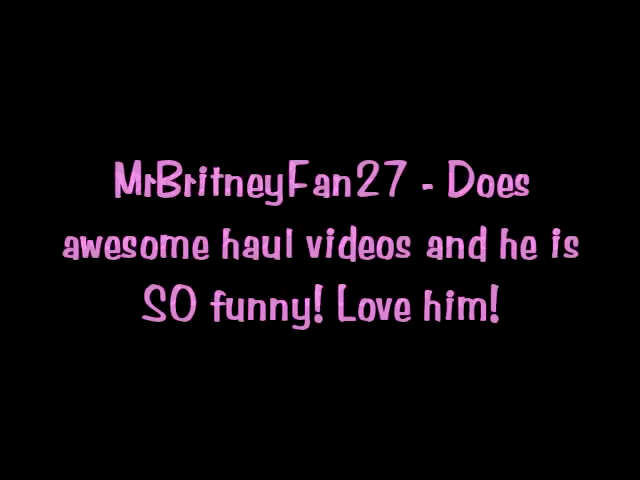 MrBritneyFan27 - Does
awesome haul videos and he is
SO funny! Love him!